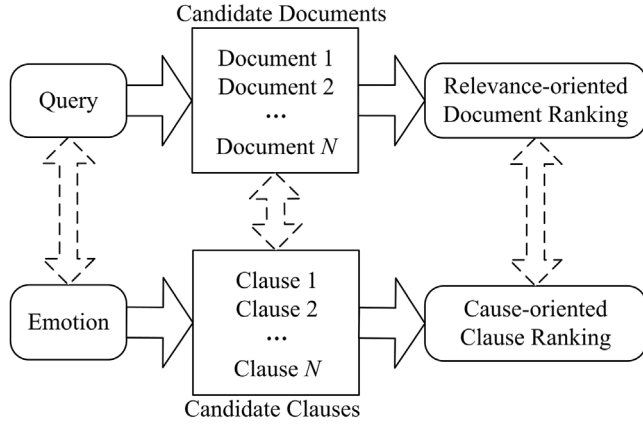 Candidate Documents
Query
Document 1
Document 2
...
Document N
Relevance-oriented
Document Ranking
Emotion
Clause 1
Clause 2
...
Clause N
Cause-oriented
Clause Ranking
Candidate Clauses